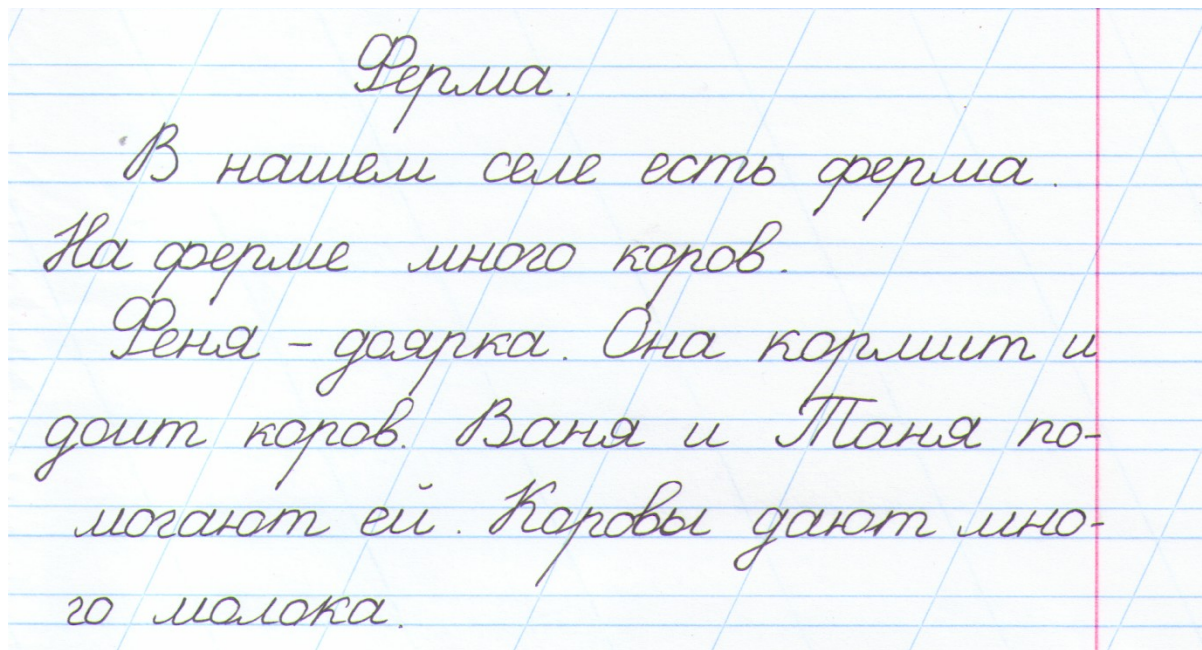 Ферма.
В нашем селе есть ферма.
На ферме много коров.
Феня - доярка. Она кормит и
доит коров. Ваня и Таня по-
могают ей. Коровы дают мно-
го молока.